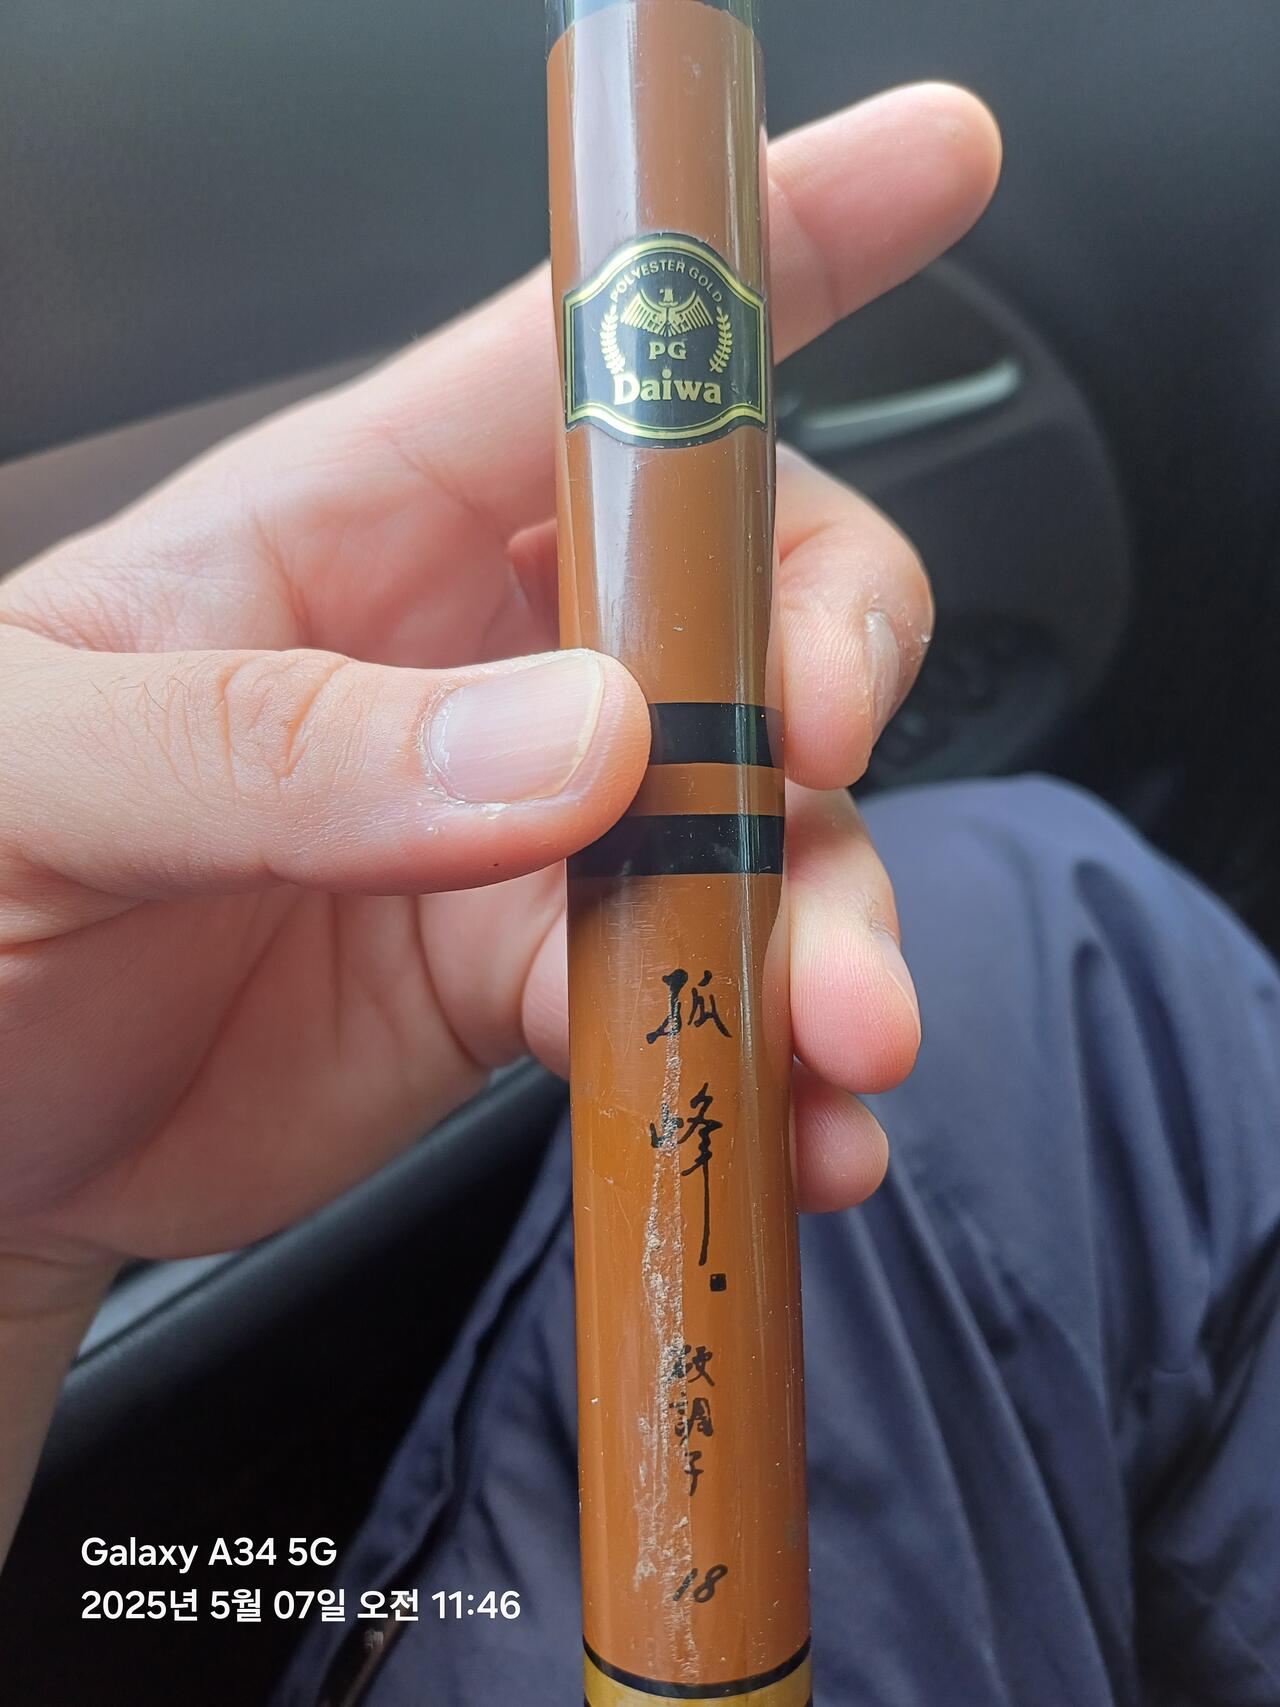 POLYESTER GOLD
PG
Daiwa
孤峰
硬調子
18
Galaxy A34 5G
2025년 5월 07일 오전 11:46